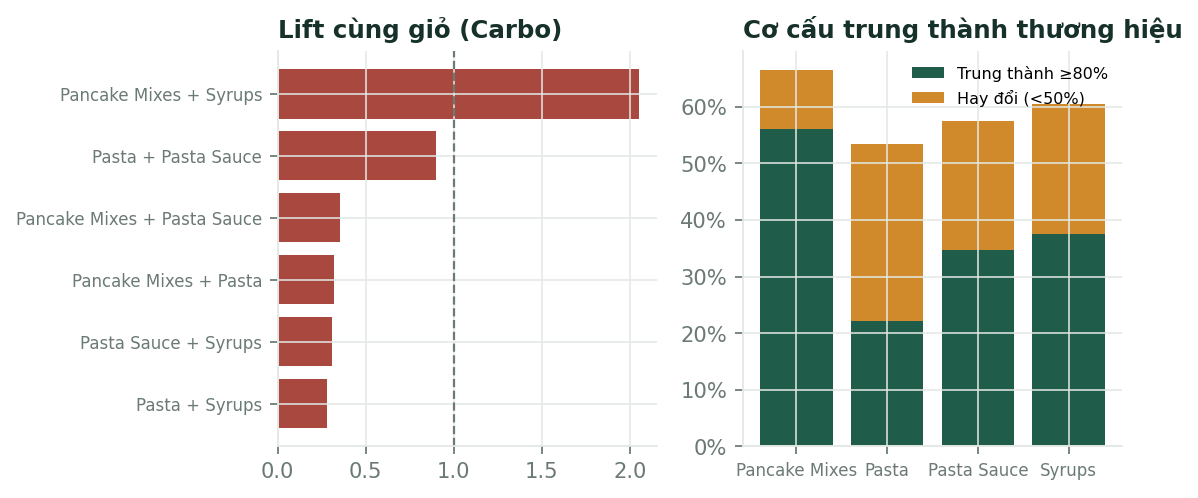 Lift cùng giỏ (Carbo)
Pancake Mixes + Syrups
Pasta + Pasta Sauce
Pancake Mixes + Pasta Sauce
Pancake Mixes + Pasta
Pasta Sauce + Syrups
Pasta + Syrups
0.0 0.5 1.0 1.5 2.0
Cơ cấu trung thành thương hiệu
Trung thành ≥80%
Hay đổi (<50%)
60%
50%
40%
30%
20%
10%
0%
Pancake Mixes Pasta Pasta Sauce Syrups